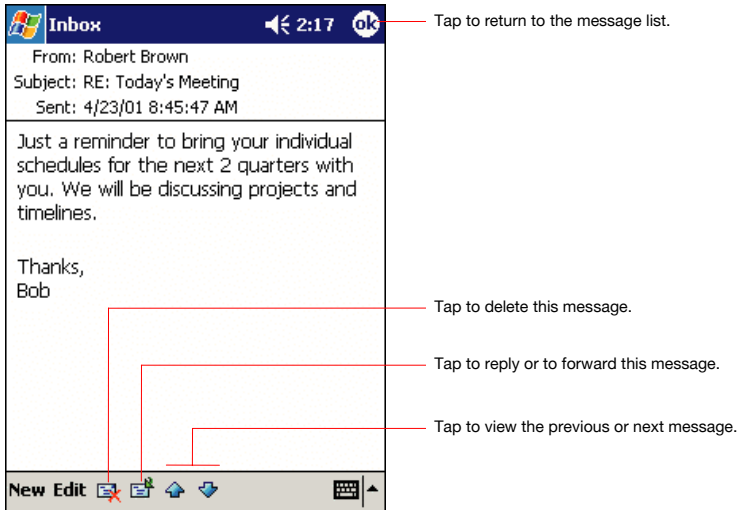 Inbox 2:17 ok
Tap to return to the message list.
From: Robert Brown
Subject: RE: Today's Meeting
Sent: 4/23/01 8:45:47 AM
Just a reminder to bring your individual
schedules for the next 2 quarters with
you. We will be discussing projects and
timelines.
Thanks,
Bob
Tap to delete this message.
Tap to reply or to forward this message.
Tap to view the previous or next message.
New Edit